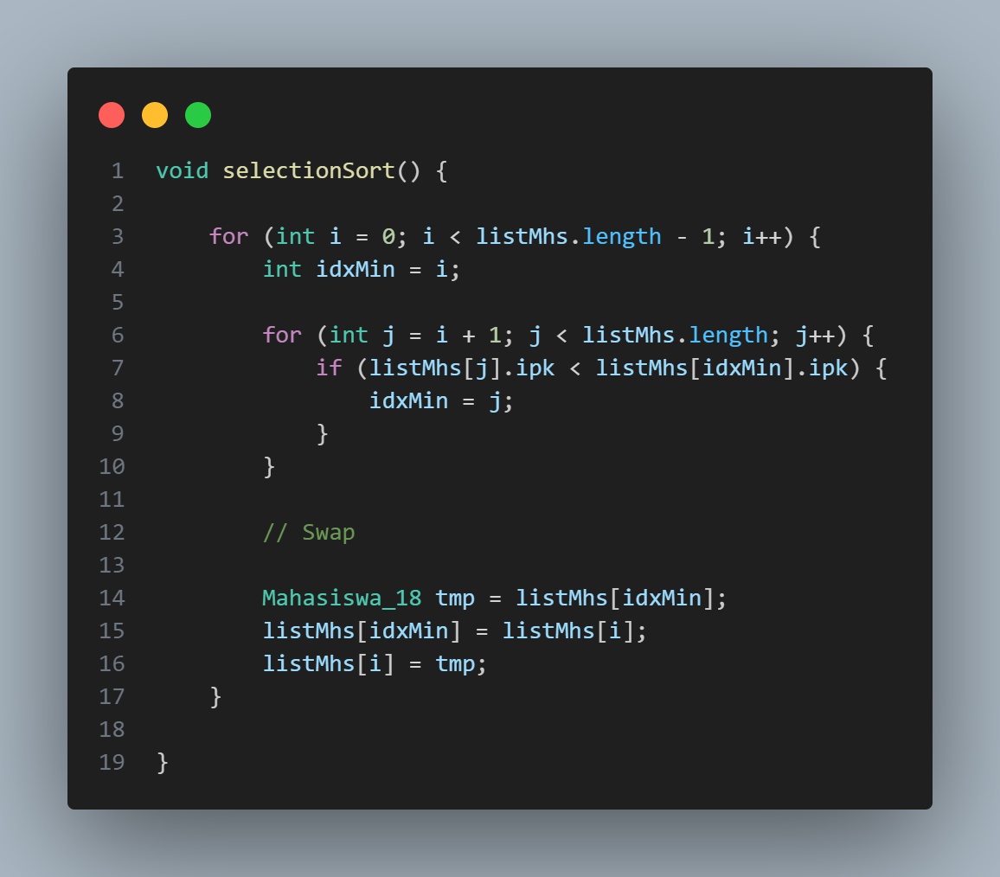 1 void selectionSort() {
2
3     for (int i = 0; i < listMhs.length - 1; i++) {
4         int idxMin = i;
5
6         for (int j = i + 1; j < listMhs.length; j++) {
7             if (listMhs[j].ipk < listMhs[idxMin].ipk) {
8                 idxMin = j;
9             }
10         }
11
12         // Swap
13
14         Mahasiswa_18 tmp = listMhs[idxMin];
15         listMhs[idxMin] = listMhs[i];
16         listMhs[i] = tmp;
17     }
18
19 }